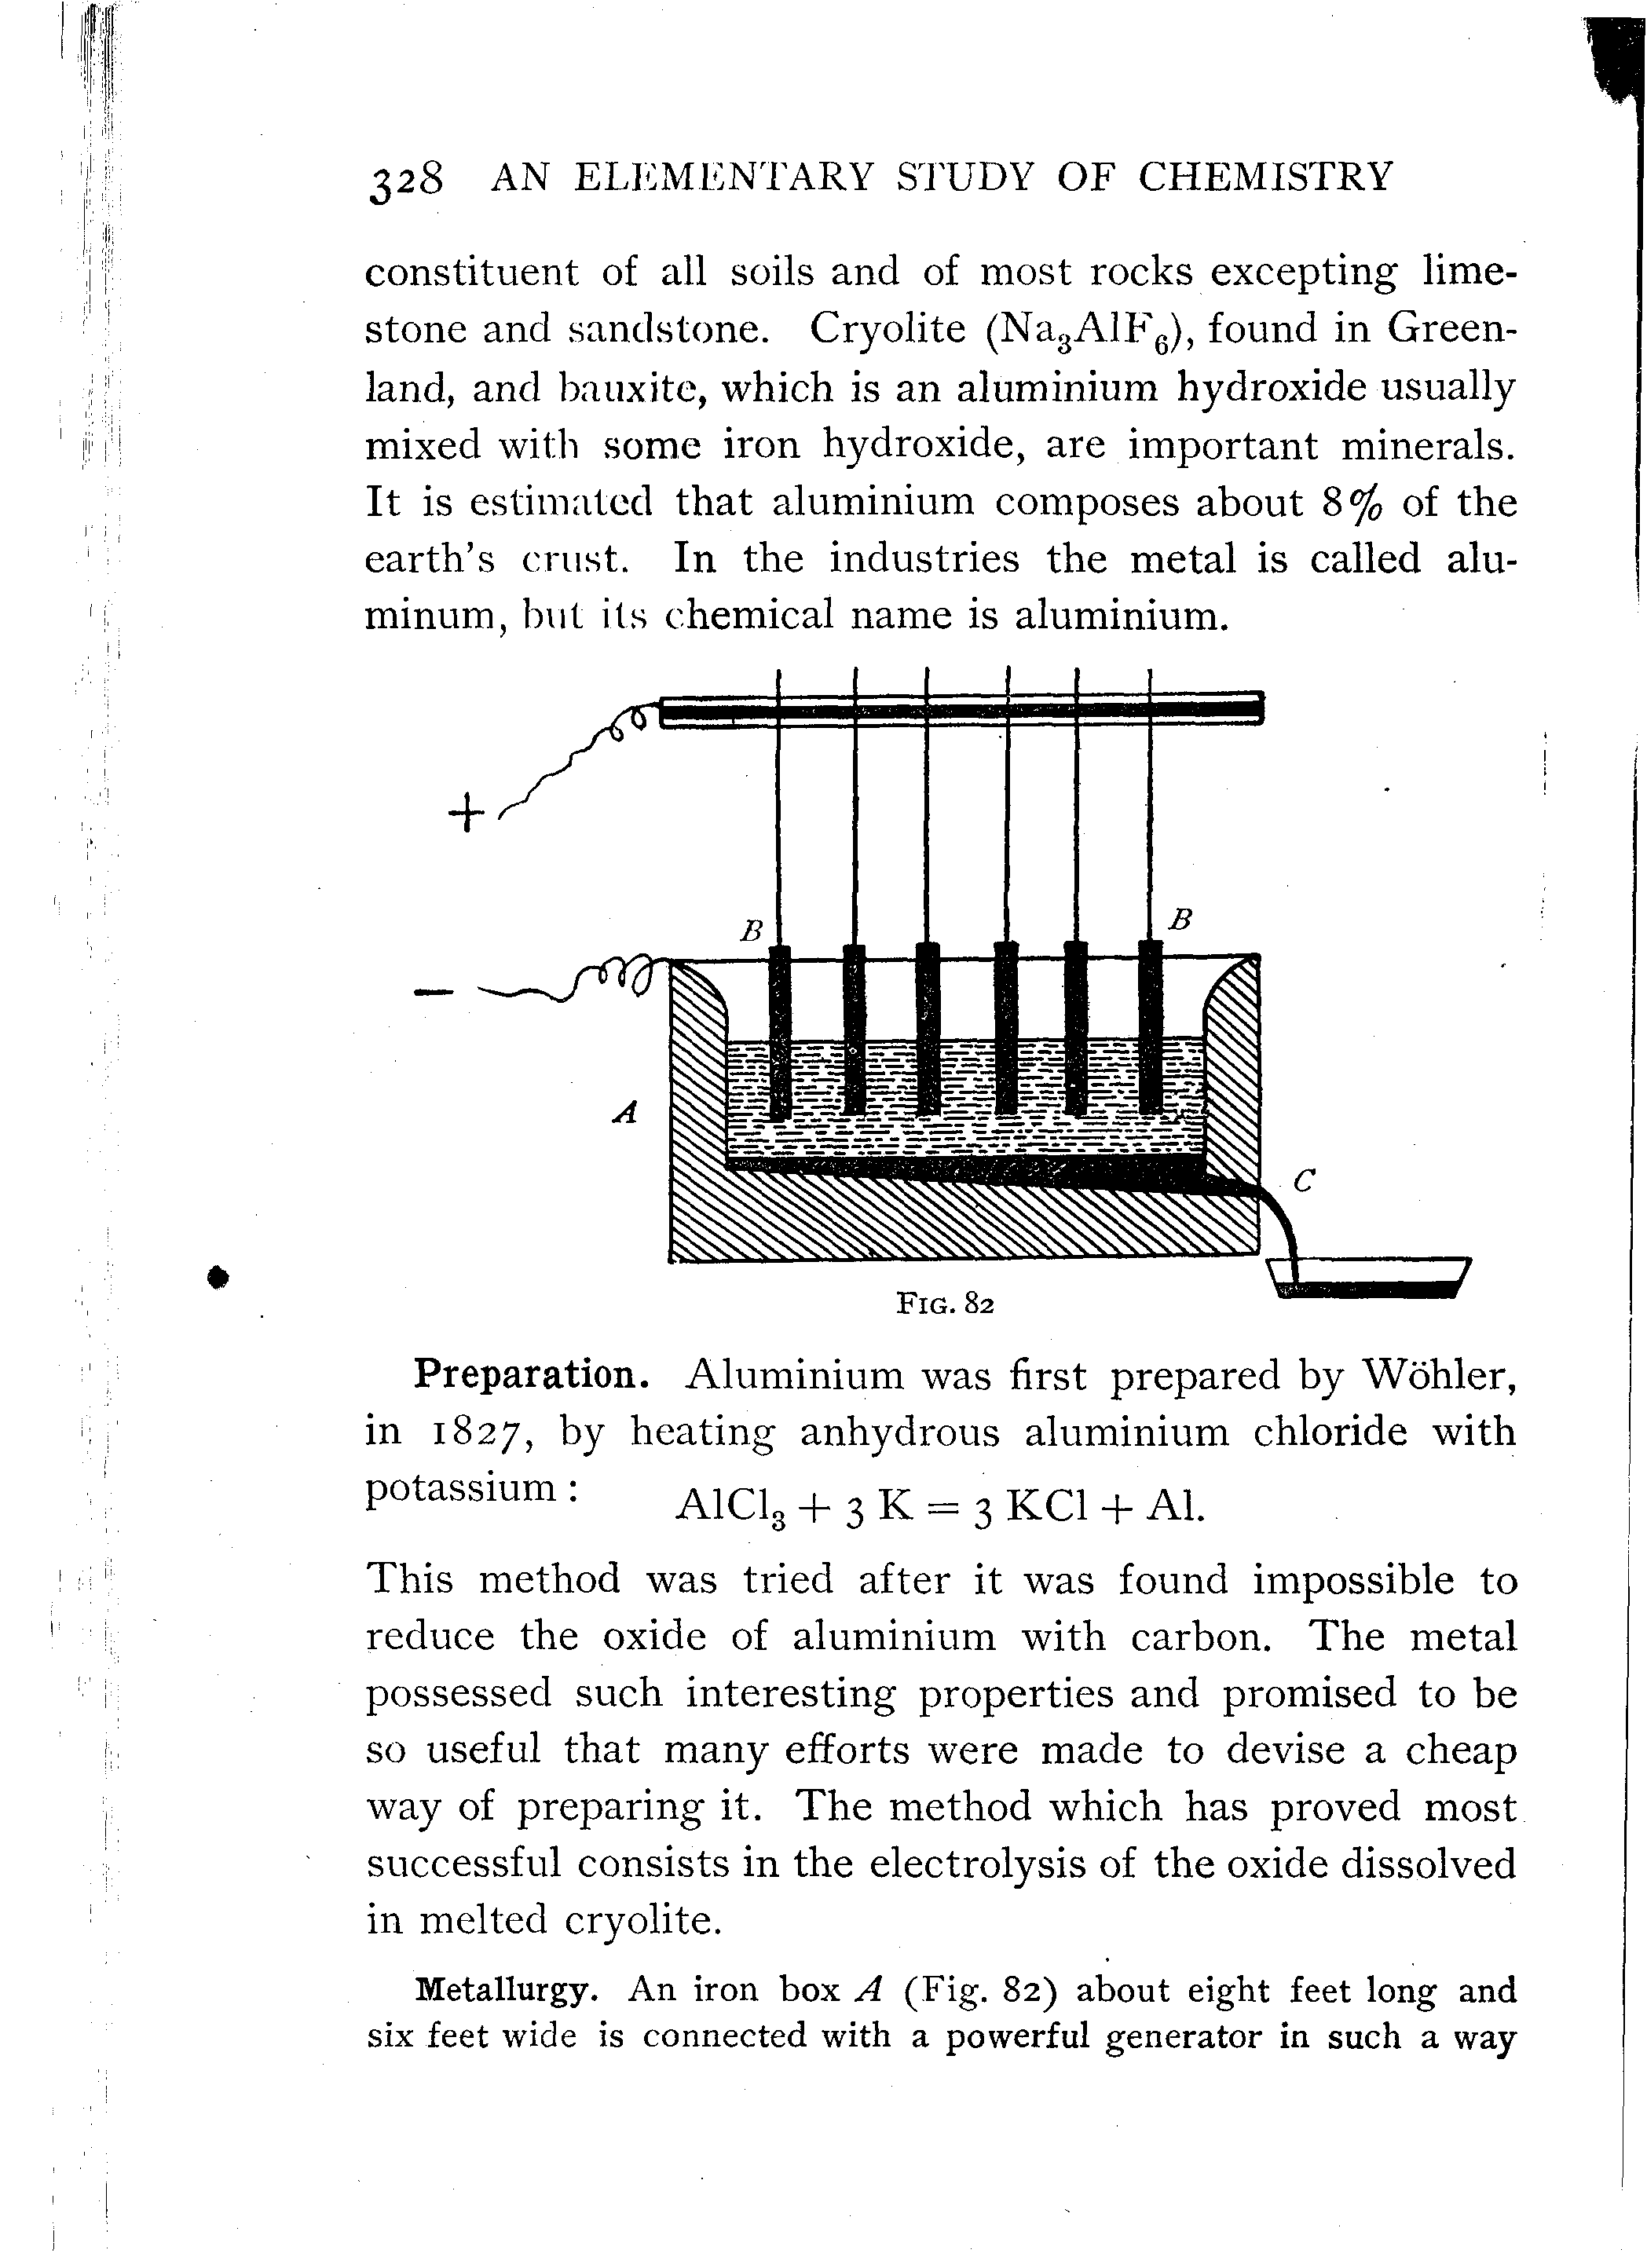 328 AN ELEMENTARY STUDY OF CHEMISTRY
constituent of all soils and of most rocks excepting lime-
stone and sandstone. Cryolite (Na₃AlF₆), found in Green-
land, and bauxite, which is an aluminium hydroxide usually
mixed with some iron hydroxide, are important minerals.
It is estimated that aluminium composes about 8% of the
earth's crust. In the industries the metal is called alu-
minum, but its chemical name is aluminium.
+
B
B
−
A
C
FIG. 82
Preparation. Aluminium was first prepared by Wöhler,
in 1827, by heating anhydrous aluminium chloride with
potassium:
AlCl₃ + 3 K = 3 KCl + Al.
This method was tried after it was found impossible to
reduce the oxide of aluminium with carbon. The metal
possessed such interesting properties and promised to be
so useful that many efforts were made to devise a cheap
way of preparing it. The method which has proved most
successful consists in the electrolysis of the oxide dissolved
in melted cryolite.
Metallurgy. An iron box A (Fig. 82) about eight feet long and
six feet wide is connected with a powerful generator in such a way